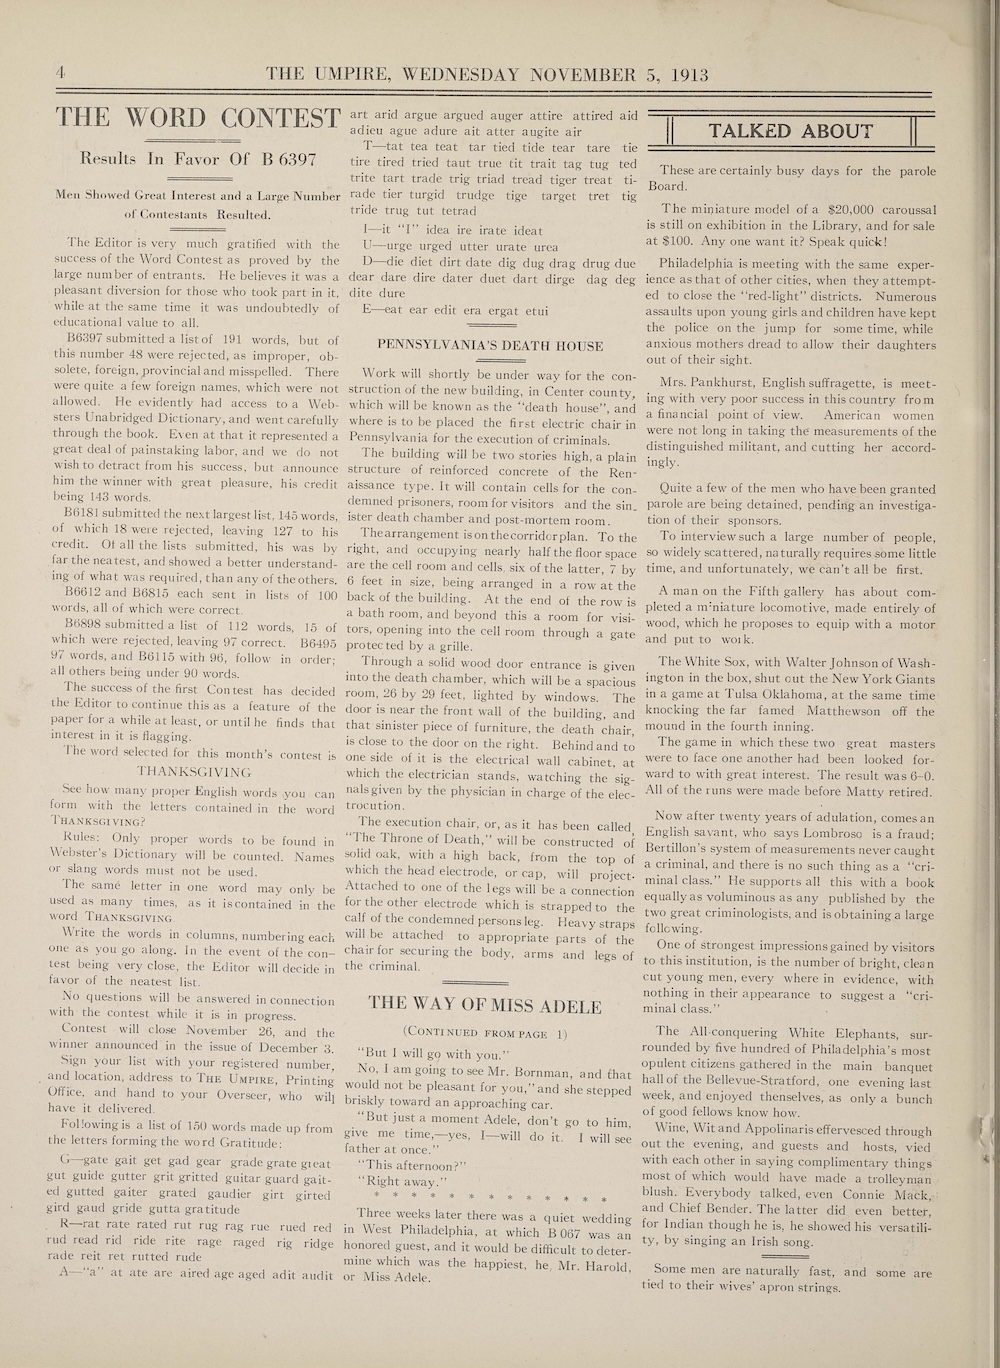 4
THE UMPIRE, WEDNESDAY NOVEMBER 5, 1913
THE WORD CONTEST
Results In Favor Of B 6397
Men Showed Great Interest and a Large Number
of Contestants Resulted.
The Editor is very much gratified with the
success of the Word Contest as proved by the
large number of entrants. He believes it was a
pleasant diversion for those who took part in it,
while at the same time it was undoubtedly of
educational value to all.
B6397 submitted a list of 191 words, but of
this number 48 were rejected, as improper, ob-
solete, foreign, provincial and misspelled. There
were quite a few foreign names, which were not
allowed. He evidently had access to a Web-
sters Unabridged Dictionary, and went carefully
through the book. Even at that it represented a
great deal of painstaking labor, and we do not
wish to detract from his success, but announce
him the winner with great pleasure, his credit
being 143 words.
B6181 submitted the next largest list, 145 words,
of which 18 were rejected, leaving 127 to his
credit. Of all the lists submitted, his was by
far the neatest, and showed a better understand-
ing of what was required, than any of the others.
B6612 and B6815 each sent in lists of 100
words, all of which were correct.
B6898 submitted a list of 112 words, 15 of
which were rejected, leaving 97 correct. B6495
97 words, and B6115 with 96, follow in order;
all others being under 90 words.
The success of the first Contest has decided
the Editor to continue this as a feature of the
paper for a while at least, or until he finds that
interest in it is flagging.
The word selected for this month's contest is
THANKSGIVING
See how many proper English words you can
form with the letters contained in the word
THANKSGIVING?
Rules: Only proper words to be found in
Webster's Dictionary will be counted. Names
or slang words must not be used.
The same letter in one word may only be
used as many times, as it is contained in the
word THANKSGIVING.
Write the words in columns, numbering each
one as you go along. In the event of the con-
test being very close, the Editor will decide in
favor of the neatest list.
No questions will be answered in connection
with the contest while it is in progress.
Contest will close November 26, and the
winner announced in the issue of December 3.
Sign your list with your registered number,
and location, address to THE UMPIRE, Printing
Office, and hand to your Overseer, who will
have it delivered.
Following is a list of 150 words made up from
the letters forming the word Gratitude:
G—gate gait get gad gear grade grate great
gut guide gutter grit gritted guitar guard gait-
ed gutted gaiter grated gaudier girt girted
gird gaud gride gutta gratitude
R—rat rate rated rut rug rag rue rued red
rud read rid ride rite rage raged rig ridge
rade reit ret rutted rude
A—"a" at ate are aired age aged adit audit
art arid argue argued auger attire attired aid
adieu ague adure ait atter augite air
T—tat tea teat tar tied tide tear tare tie
tire tired tried taut true tit trait tag tug ted
trite tart trade trig triad tread tiger treat ti-
rade tier turgid trudge tige target tret tig
tride trug tut tetrad
I—it "I" idea ire irate ideat
U—urge urged utter urate urea
D—die diet dirt date dig dug drag drug due
dear dare dire dater duet dart dirge dag deg
dite dure
E—eat ear edit era ergat etui
PENNSYLVANIA'S DEATH HOUSE
Work will shortly be under way for the con-
struction of the new building, in Center county,
which will be known as the "death house", and
where is to be placed the first electric chair in
Pennsylvania for the execution of criminals.
The building will be two stories high, a plain
structure of reinforced concrete of the Ren-
aissance type. It will contain cells for the con-
demned prisoners, room for visitors and the sin-
ister death chamber and post-mortem room.
The arrangement is on the corridor plan. To the
right, and occupying nearly half the floor space
are the cell room and cells, six of the latter, 7 by
6 feet in size, being arranged in a row at the
back of the building. At the end of the row is
a bath room, and beyond this a room for visi-
tors, opening into the cell room through a gate
protected by a grille.
Through a solid wood door entrance is given
into the death chamber, which will be a spacious
room, 26 by 29 feet, lighted by windows. The
door is near the front wall of the building, and
that sinister piece of furniture, the death chair,
is close to the door on the right. Behind and to
one side of it is the electrical wall cabinet, at
which the electrician stands, watching the sig-
nals given by the physician in charge of the elec-
trocution.
The execution chair, or, as it has been called,
"The Throne of Death," will be constructed of
solid oak, with a high back, from the top of
which the head electrode, or cap, will project.
Attached to one of the legs will be a connection
for the other electrode which is strapped to the
calf of the condemned persons leg. Heavy straps
will be attached to appropriate parts of the
chair for securing the body, arms and legs of
the criminal.
THE WAY OF MISS ADELE
(CONTINUED FROM PAGE 1)
"But I will go with you."
No, I am going to see Mr. Bornman, and that
would not be pleasant for you," and she stepped
briskly toward an approaching car.
"But just a moment Adele, don't go to him,
give me time,—yes, I—will do it. I will see
father at once."
"This afternoon?"
"Right away."
* * * * * * * * * * * * *
Three weeks later there was a quiet wedding
in West Philadelphia, at which B 067 was an
honored guest, and it would be difficult to deter-
mine which was the happiest, he, Mr. Harold,
or Miss Adele.
TALKED ABOUT
These are certainly busy days for the parole
Board.
The miniature model of a $20,000 caroussal
is still on exhibition in the Library, and for sale
at $100. Any one want it? Speak quick!
Philadelphia is meeting with the same exper-
ience as that of other cities, when they attempt-
ed to close the "red-light" districts. Numerous
assaults upon young girls and children have kept
the police on the jump for some time, while
anxious mothers dread to allow their daughters
out of their sight.
Mrs. Pankhurst, English suffragette, is meet-
ing with very poor success in this country from
a financial point of view. American women
were not long in taking the measurements of the
distinguished militant, and cutting her accord-
ingly.
Quite a few of the men who have been granted
parole are being detained, pending an investiga-
tion of their sponsors.
To interview such a large number of people,
so widely scattered, naturally requires some little
time, and unfortunately, we can't all be first.
A man on the Fifth gallery has about com-
pleted a miniature locomotive, made entirely of
wood, which he proposes to equip with a motor
and put to work.
The White Sox, with Walter Johnson of Wash-
ington in the box, shut out the New York Giants
in a game at Tulsa Oklahoma, at the same time
knocking the far famed Matthewson off the
mound in the fourth inning.
The game in which these two great masters
were to face one another had been looked for-
ward to with great interest. The result was 6-0.
All of the runs were made before Matty retired.
Now after twenty years of adulation, comes an
English savant, who says Lombroso is a fraud;
Bertillon's system of measurements never caught
a criminal, and there is no such thing as a "cri-
minal class." He supports all this with a book
equally as voluminous as any published by the
two great criminologists, and is obtaining a large
following.
One of strongest impressions gained by visitors
to this institution, is the number of bright, clean
cut young men, every where in evidence, with
nothing in their appearance to suggest a "cri-
minal class."
The All-conquering White Elephants, sur-
rounded by five hundred of Philadelphia's most
opulent citizens gathered in the main banquet
hall of the Bellevue-Stratford, one evening last
week, and enjoyed thenselves, as only a bunch
of good fellows know how.
Wine, Wit and Appolinaris effervesced through
out the evening, and guests and hosts, vied
with each other in saying complimentary things
most of which would have made a trolleyman
blush. Everybody talked, even Connie Mack,
and Chief Bender. The latter did even better,
for Indian though he is, he showed his versatili-
ty, by singing an Irish song.
Some men are naturally fast, and some are
tied to their wives' apron strings.